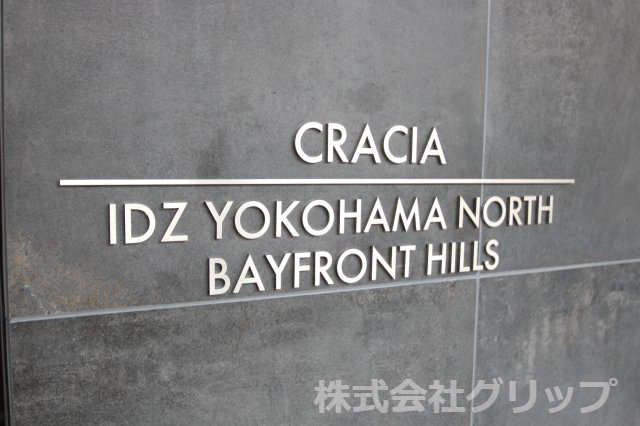 CRACIA
IDZ YOKOHAMA NORTH
BAYFRONT HILLS
株式会社グリップ